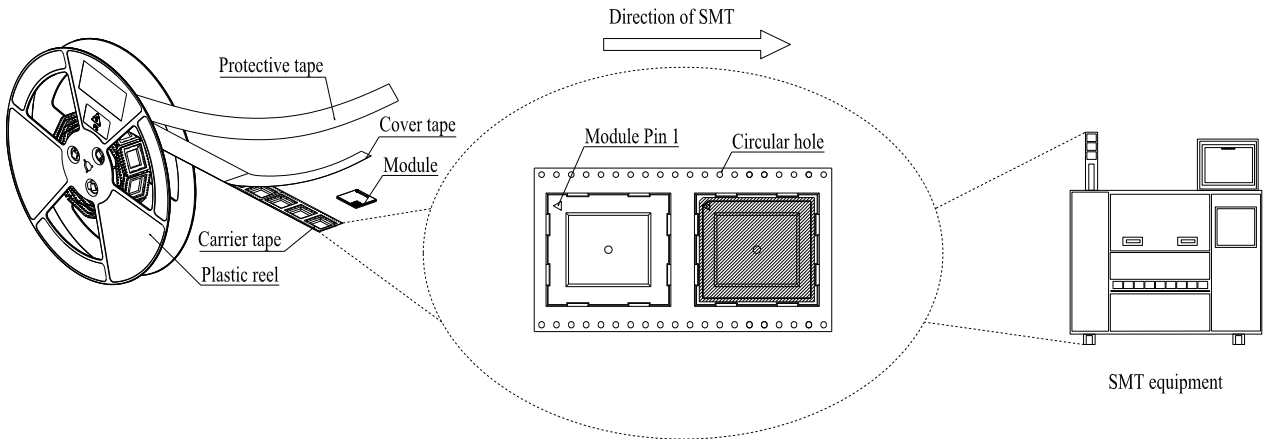 Direction of SMT
Protective tape
Cover tape
Module
Module Pin 1
Circular hole
Carrier tape
Plastic reel
SMT equipment